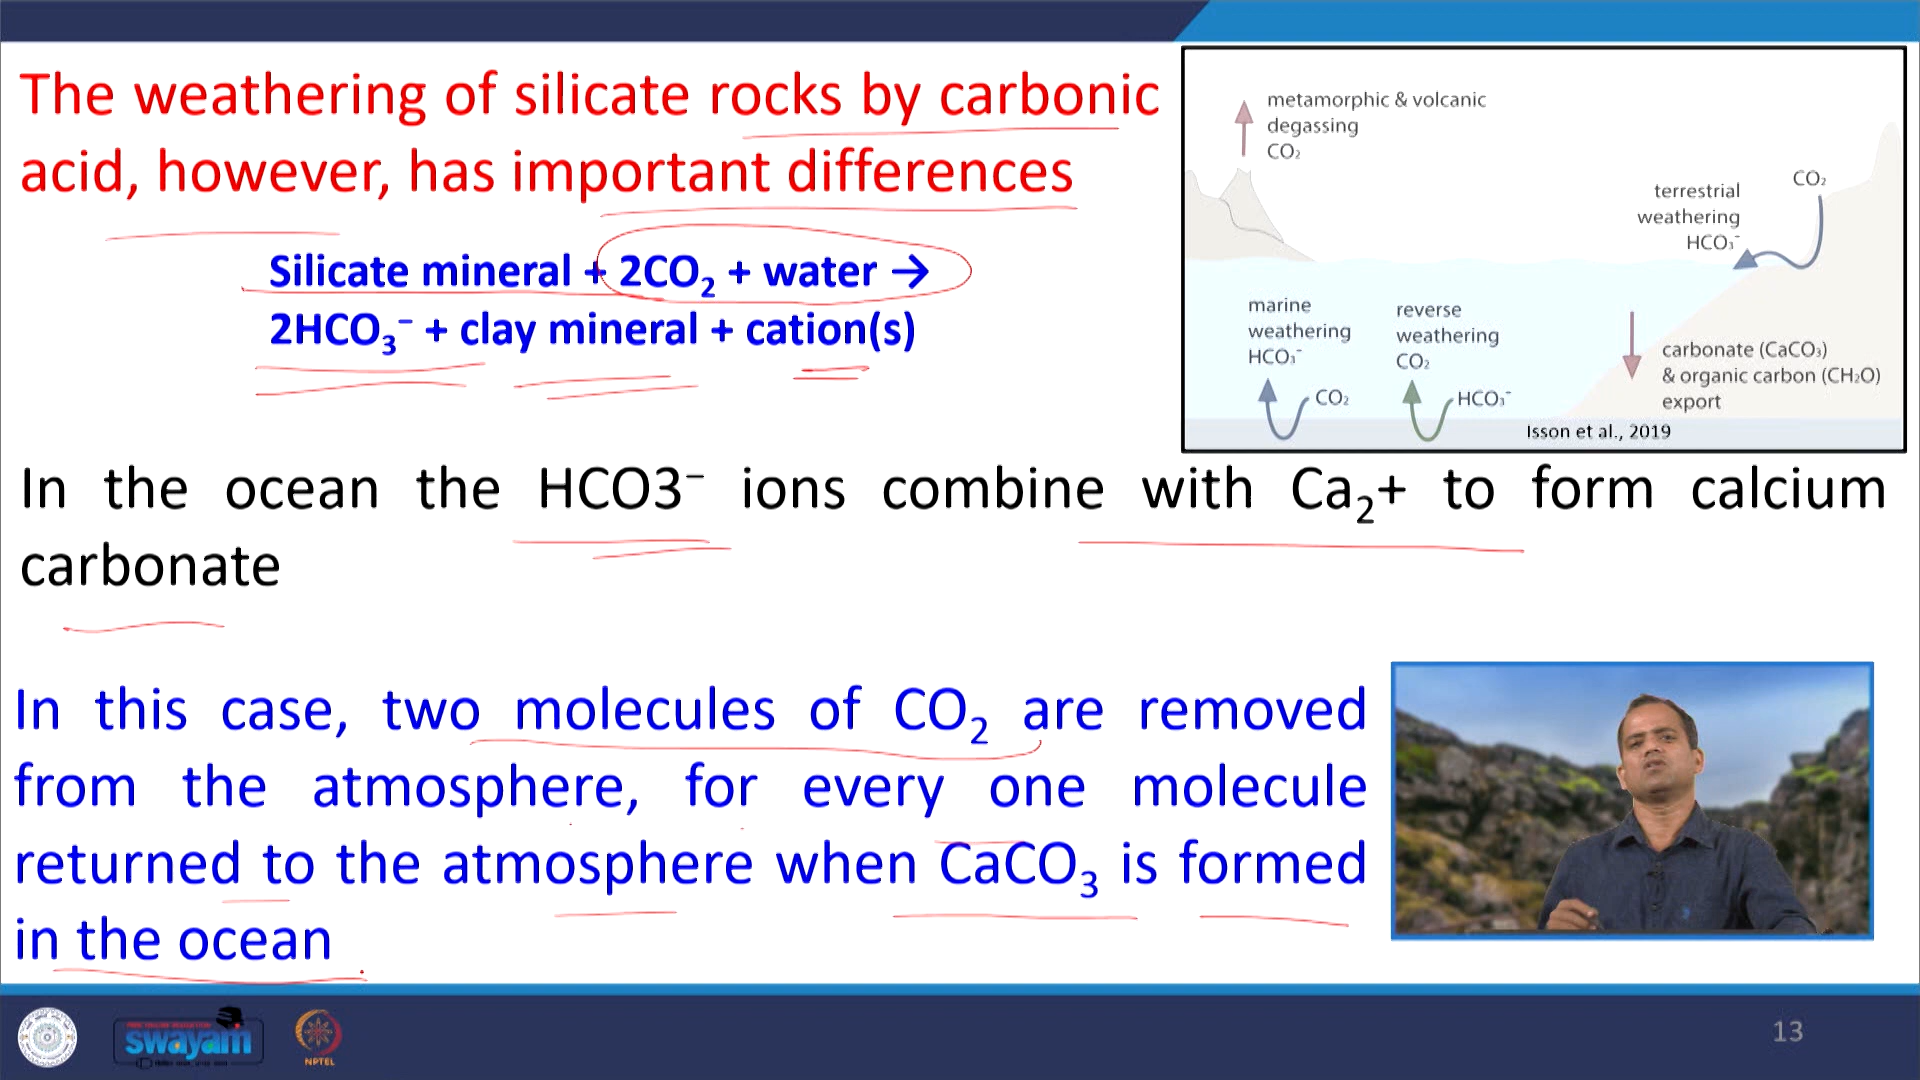 The weathering of silicate rocks by carbonic
acid, however, has important differences
Silicate mineral + 2CO₂ + water →
2HCO₃⁻ + clay mineral + cation(s)
metamorphic & volcanic
degassing
CO₂
CO₂
terrestrial
weathering
HCO₃⁻
marine
weathering
HCO₃⁻
CO₂
reverse
weathering
CO₂
HCO₃⁻
carbonate (CaCO₃)
& organic carbon (CH₂O)
export
Isson et al., 2019
In the ocean the HCO3⁻ ions combine with Ca₂+ to form calcium
carbonate
In this case, two molecules of CO₂ are removed
from the atmosphere, for every one molecule
returned to the atmosphere when CaCO₃ is formed
in the ocean
swayam
NPTEL
13